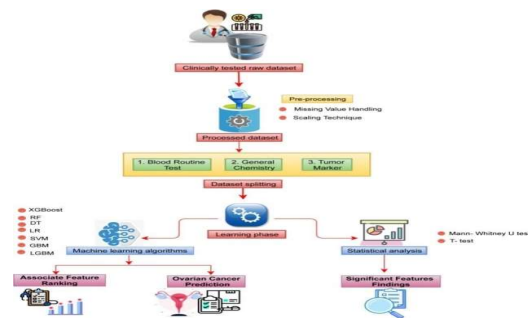 Clinically tested raw dataset
Pre-processing
Missing Value Handling
Scaling Technique
Processed dataset
1. Blood Routine
Test
2. General
Chemistry
3. Tumor
Marker
Dataset splitting
XGBoost
RF
DT
LR
SVM
GBM
LGBM
Learning phase
Machine learning algorithms
Statistical analysis
Mann- Whitney U tes
T- test
Associate Feature
Ranking
Ovarian Cancer
Prediction
Significant Features
Findings